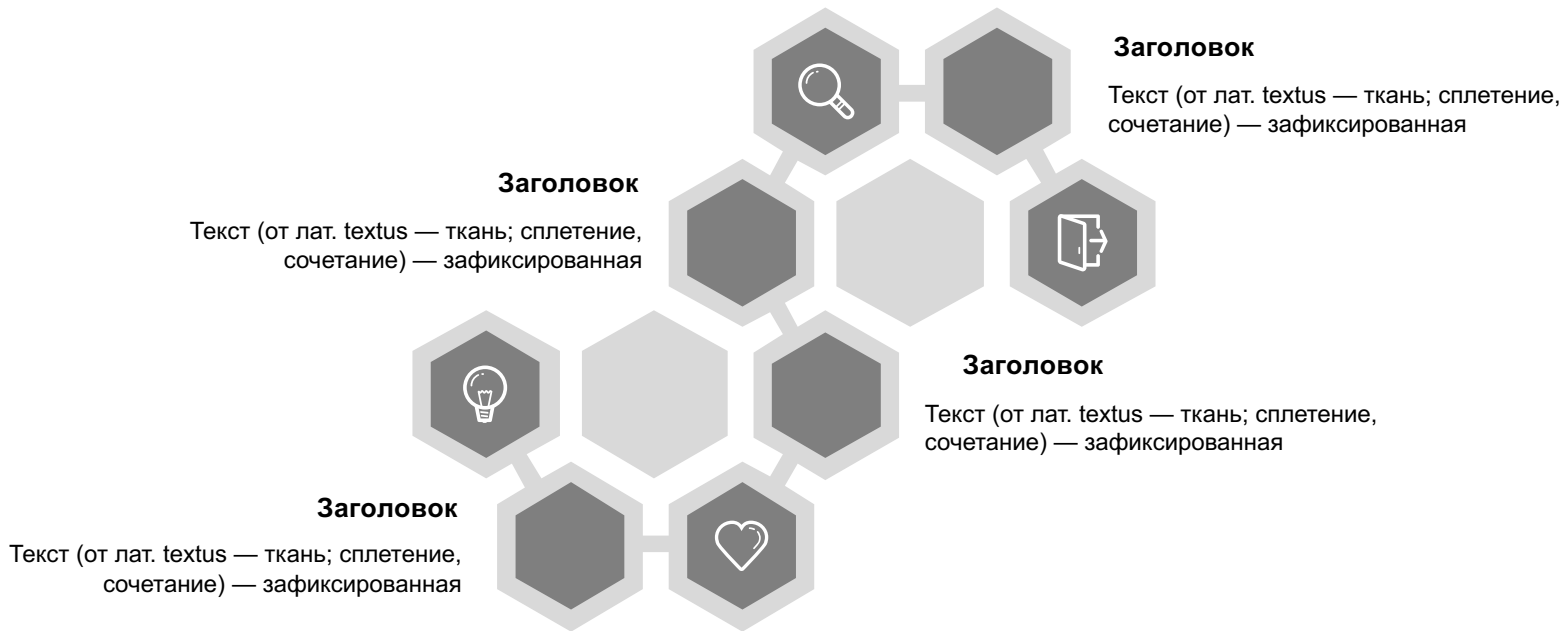 Заголовок
Текст (от лат. textus — ткань; сплетение,
сочетание) — зафиксированная
Заголовок
Текст (от лат. textus — ткань; сплетение,
сочетание) — зафиксированная
Заголовок
Текст (от лат. textus — ткань; сплетение,
сочетание) — зафиксированная
Заголовок
Текст (от лат. textus — ткань; сплетение,
сочетание) — зафиксированная